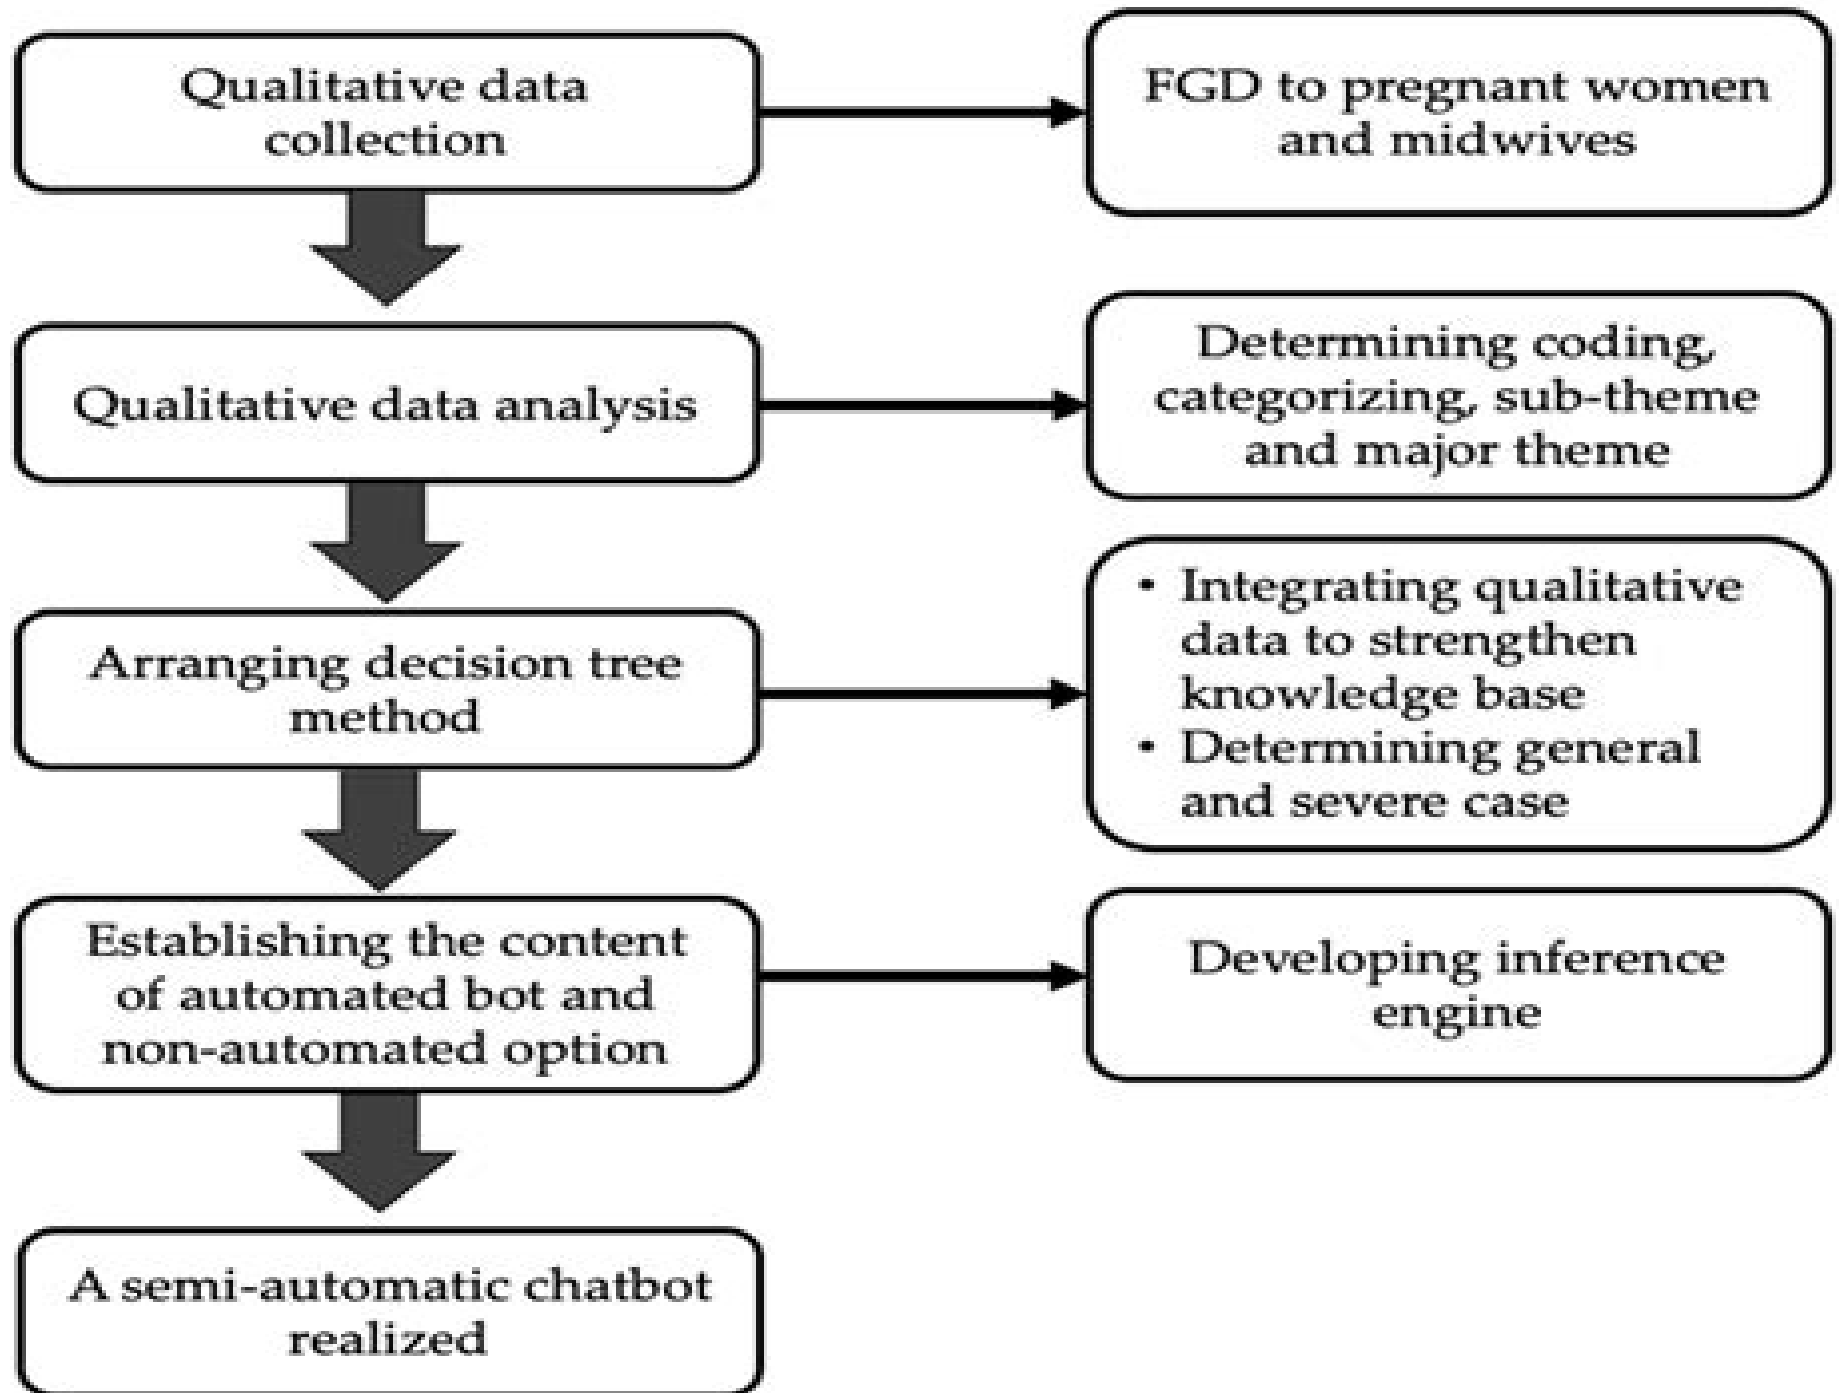 Qualitative data
collection
FGD to pregnant women
and midwives
Qualitative data analysis
Determining coding,
categorizing, sub-theme
and major theme
Arranging decision tree
method
• Integrating qualitative
data to strengthen
knowledge base
• Determining general
and severe case
Establishing the content
of automated bot and
non-automated option
Developing inference
engine
A semi-automatic chatbot
realized